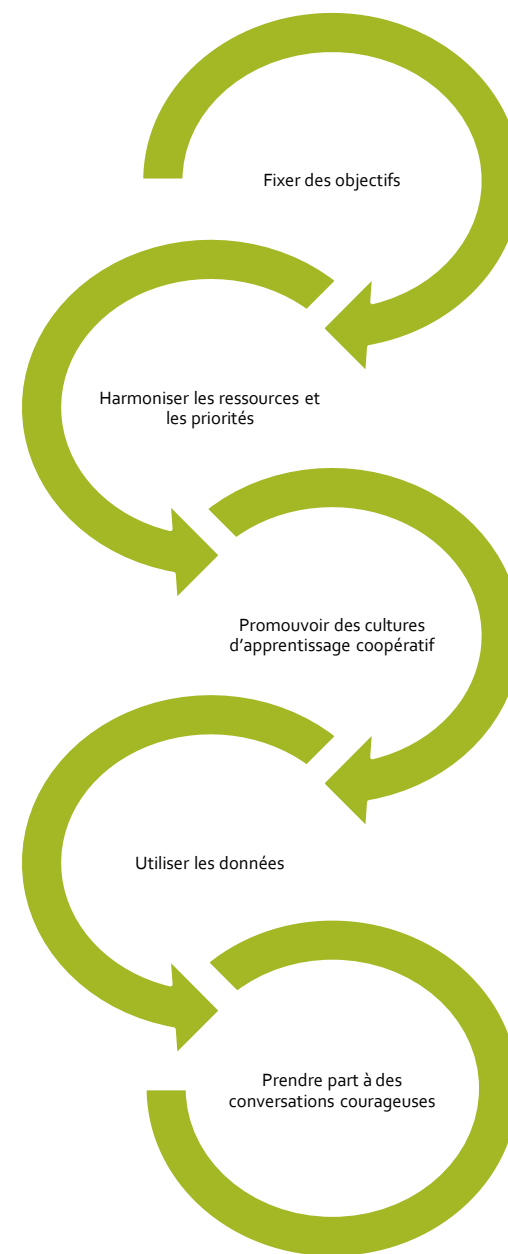 Fixer des objectifs
Harmoniser les ressources et
les priorités
Promouvoir des cultures
d’apprentissage coopératif
Utiliser les données
Prendre part à des
conversations courageuses